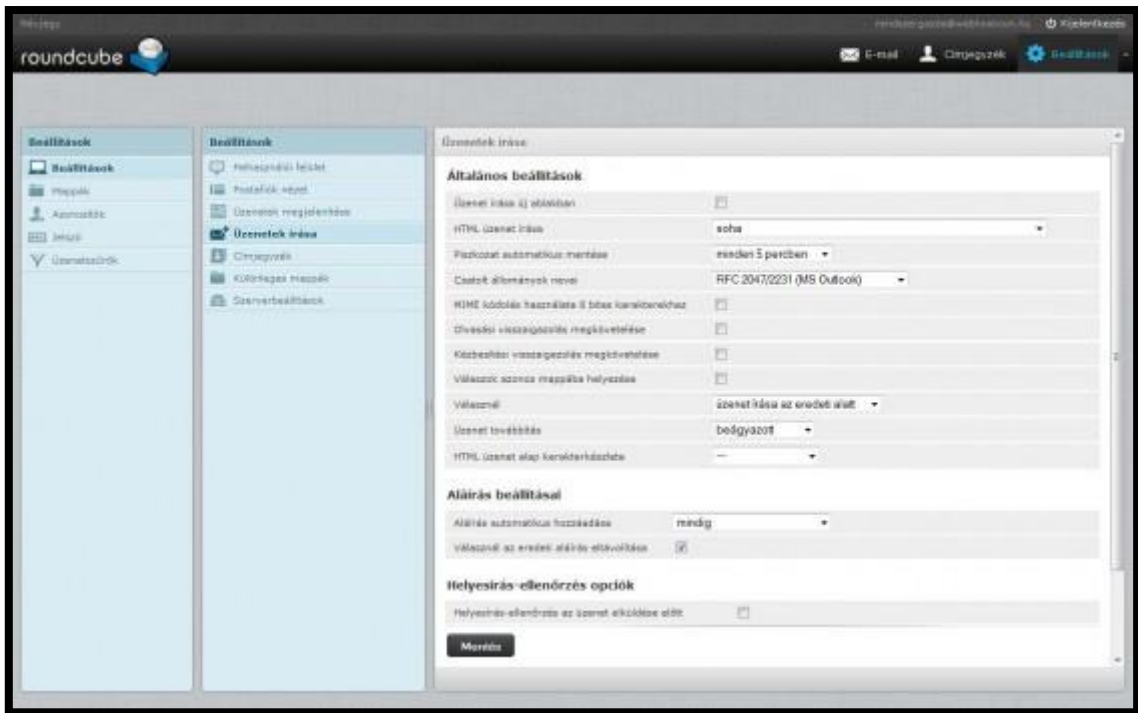 Névjegy
Kijelentkezés
roundcube
E-mail
Címjegyzék
Beállítások
Beállítások
Beállítások
Mappák
Azonosítók
Jelszó
Üzenetszűrők
Beállítások
Felhasználói felület
Postafiók nézet
Üzenetek megjelenítése
Üzenetek írása
Címjegyzék
Különleges mappák
Szerverbeállítások
Üzenetek írása
Általános beállítások
Üzenet írása új ablakban
HTML üzenet írása
soha
Piszkozat automatikus mentése
minden 5 percben
Csatolt állományok nevei
RFC 2047/2231 (MS Outlook)
MIME kódolás használata 8 bites karakterekhez
Olvasási visszaigazolás megkövetelése
Kézbesítési visszaigazolás megkövetelése
Válaszok azonos mappába helyezése
Válasznál
üzenet írása az eredeti alatt
Üzenet továbbítás
beágyazott
HTML üzenet alap karakterkészlete
---
Aláírás beállításai
Aláírás automatikus hozzáadása
mindig
Válasznál az eredeti aláírás eltávolítása
Helyesírás-ellenőrzés opciók
Helyesírás-ellenőrzés az üzenet elküldése előtt
Mentés